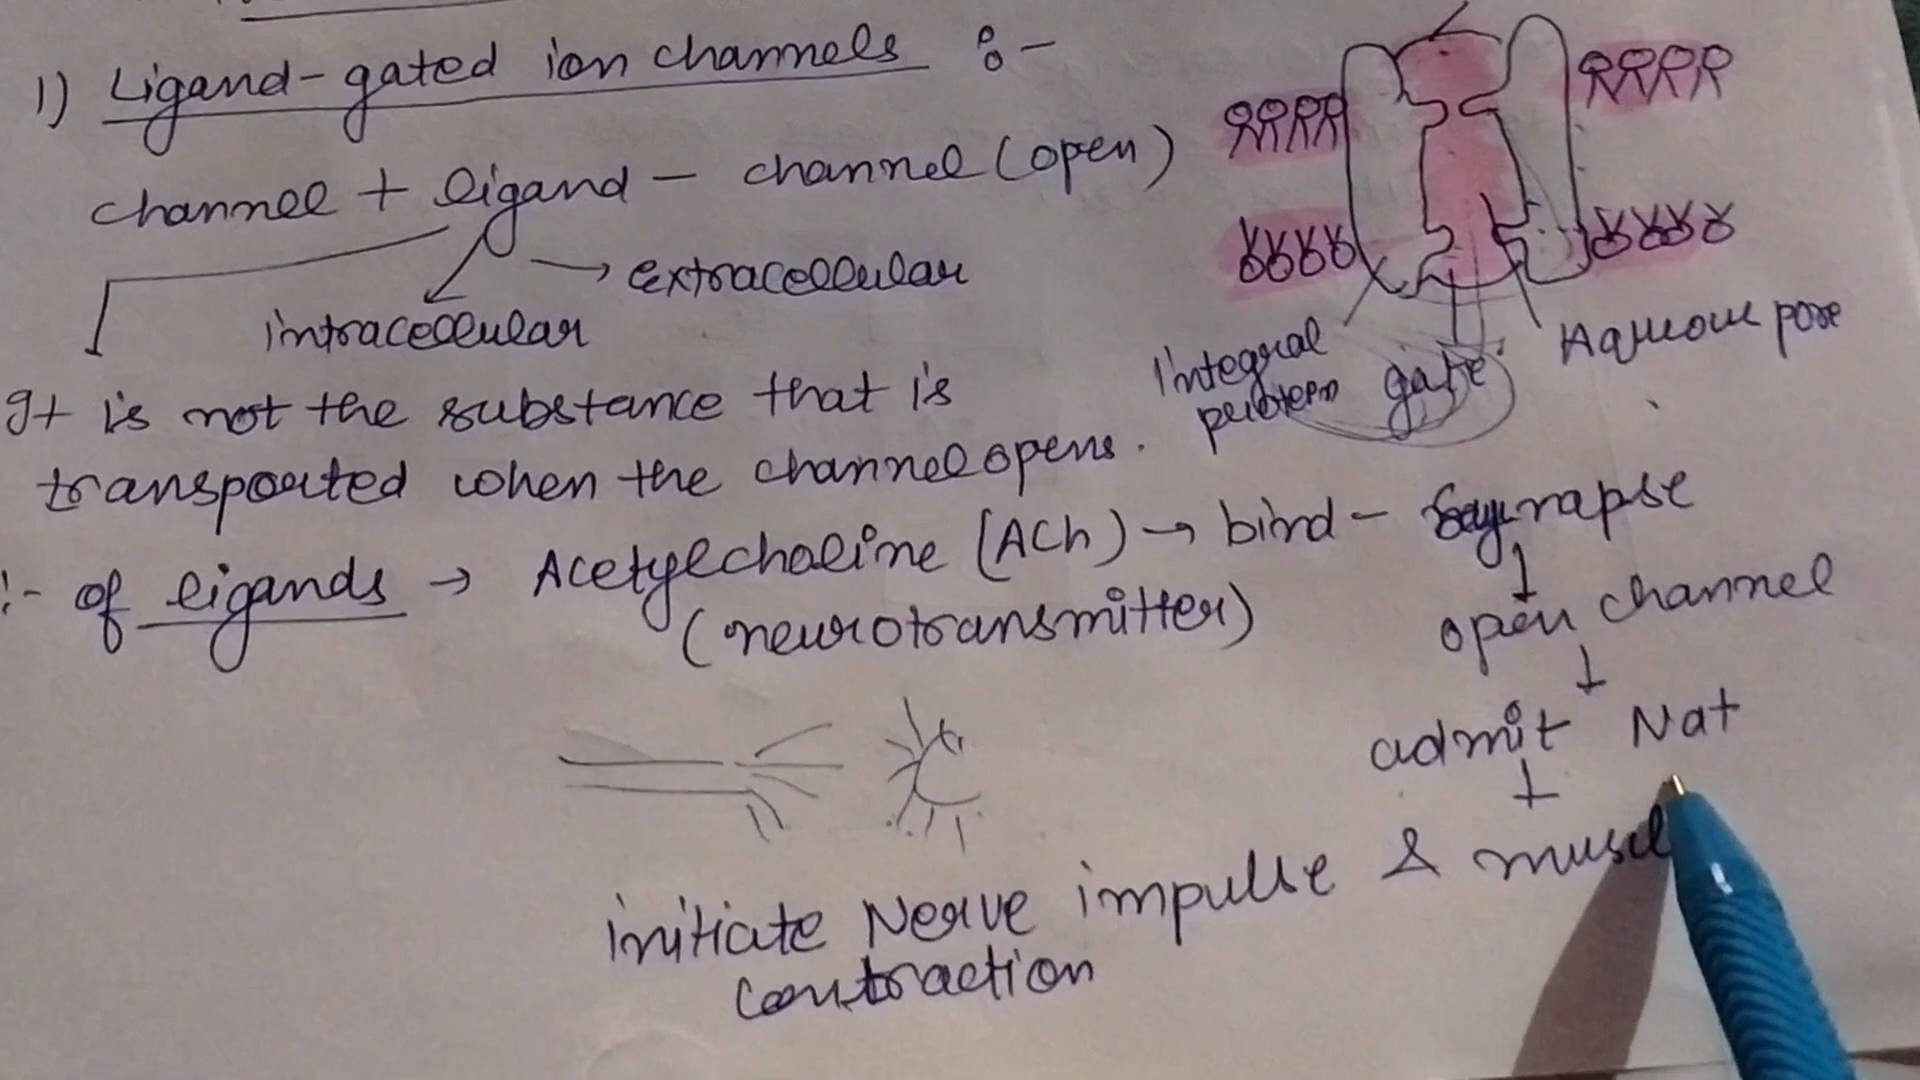 1) Ligand-gated ion channels :-
channel + ligand - channel (open)
→ extracellular
intracellular
It is not the substance that is
transported when the channel opens.
Integral
protein
gate
Aqueous pore
:- of ligands → Acetylcholine (ACh) → bind - Synapse
(neurotransmitter)
open channel
admit Na+
initiate Nerve impulse & muscl
contraction